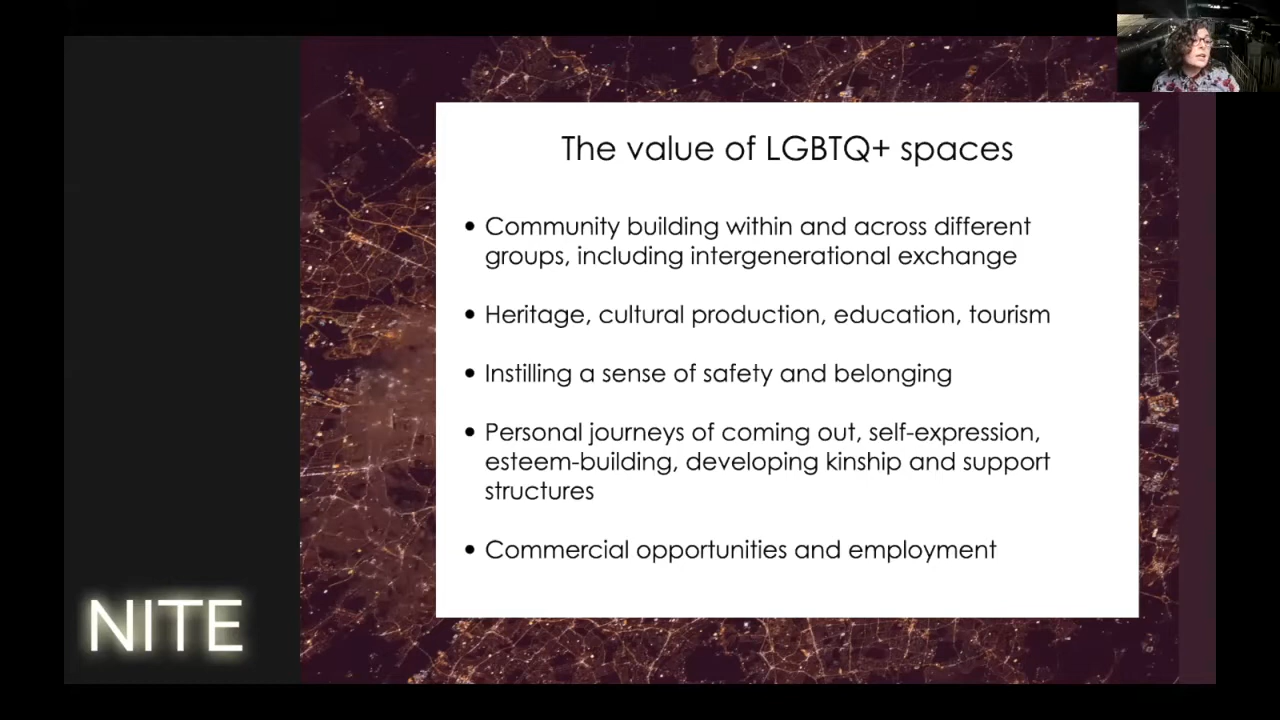 The value of LGBTQ+ spaces
• Community building within and across different
groups, including intergenerational exchange
• Heritage, cultural production, education, tourism
• Instilling a sense of safety and belonging
• Personal journeys of coming out, self-expression,
esteem-building, developing kinship and support
structures
• Commercial opportunities and employment
NITE